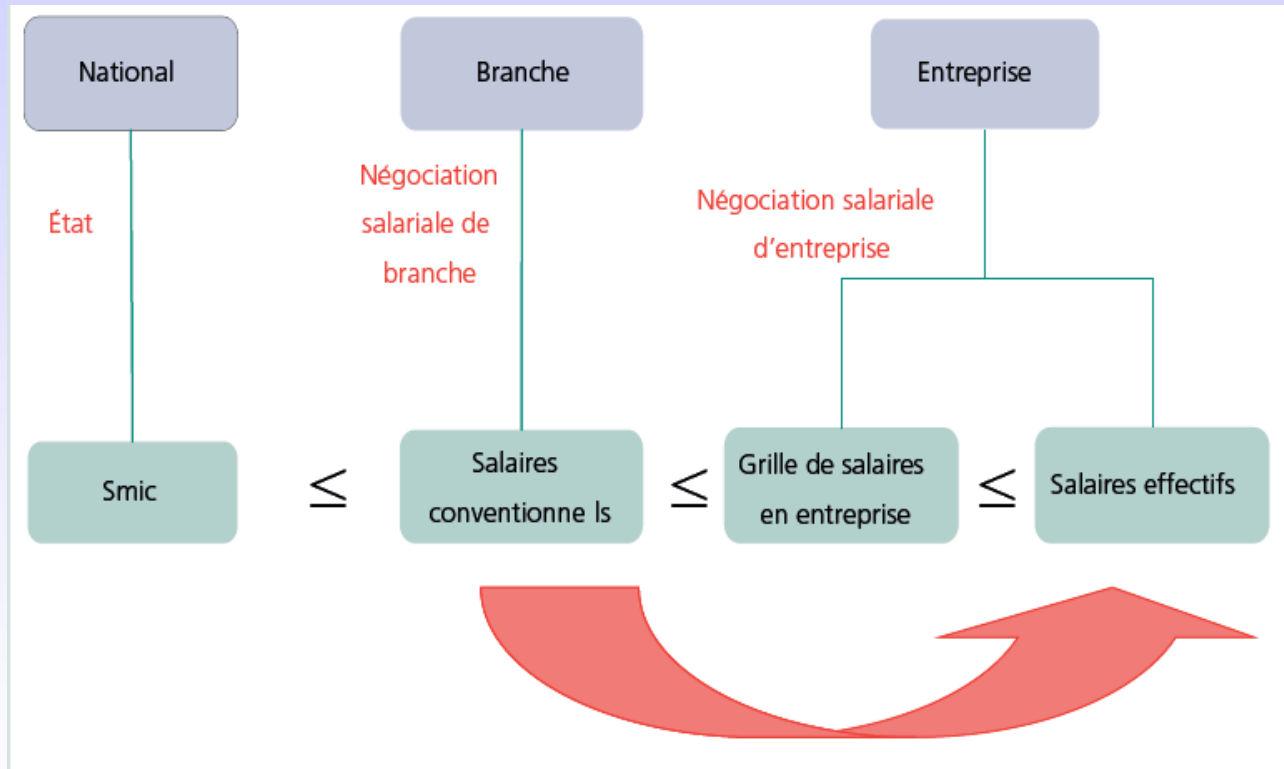 National
Branche
Entreprise
État
Négociation
salariale de
branche
Négociation salariale
d'entreprise
Smic
≤
Salaires
conventionne ls
≤
Grille de salaires
en entreprise
≤
Salaires effectifs